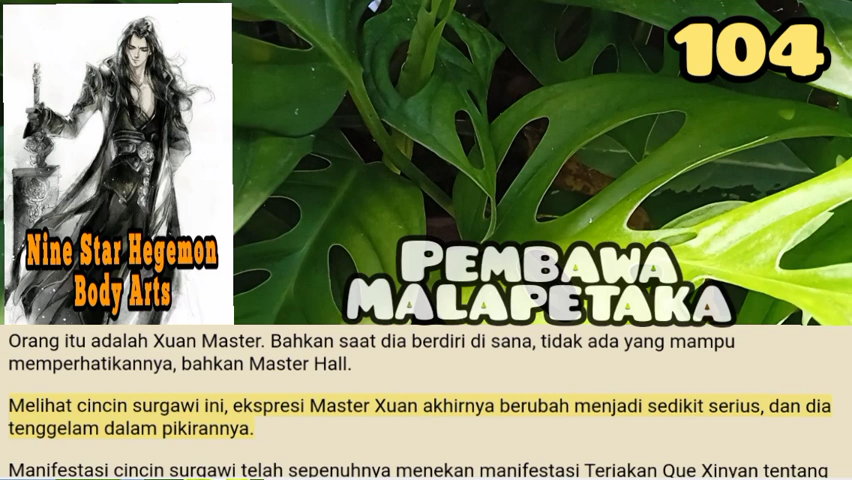 104
Nine Star Hegemon
Body Arts
PEMBAWA
MALAPETAKA
Orang itu adalah Xuan Master. Bahkan saat dia berdiri di sana, tidak ada yang mampu
memperhatikannya, bahkan Master Hall.
Melihat cincin surgawi ini, ekspresi Master Xuan akhirnya berubah menjadi sedikit serius, dan dia
tenggelam dalam pikirannya.
Manifestasi cincin surgawi telah sepenuhnya menekan manifestasi Teriakan Que Xinyan tentang